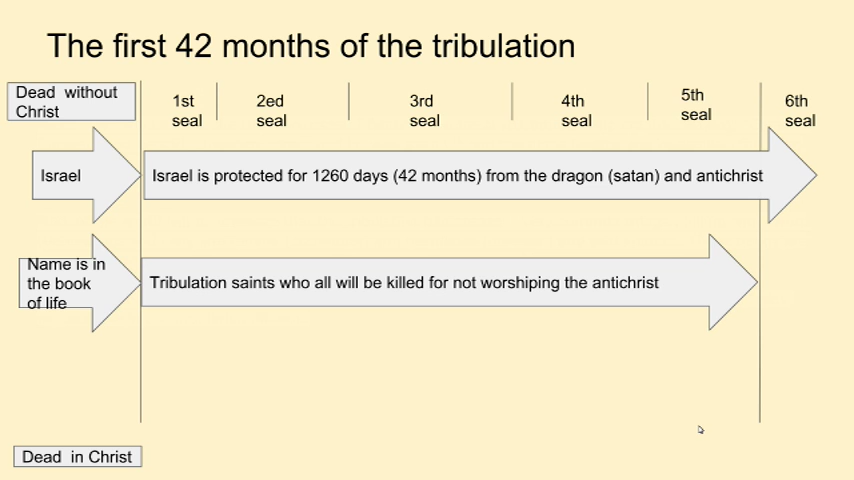 The first 42 months of the tribulation
Dead without
Christ
1st
seal
2ed
seal
3rd
seal
4th
seal
5th
seal
6th
seal
Israel
Israel is protected for 1260 days (42 months) from the dragon (satan) and antichrist
Name is in
the book
of life
Tribulation saints who all will be killed for not worshiping the antichrist
Dead in Christ